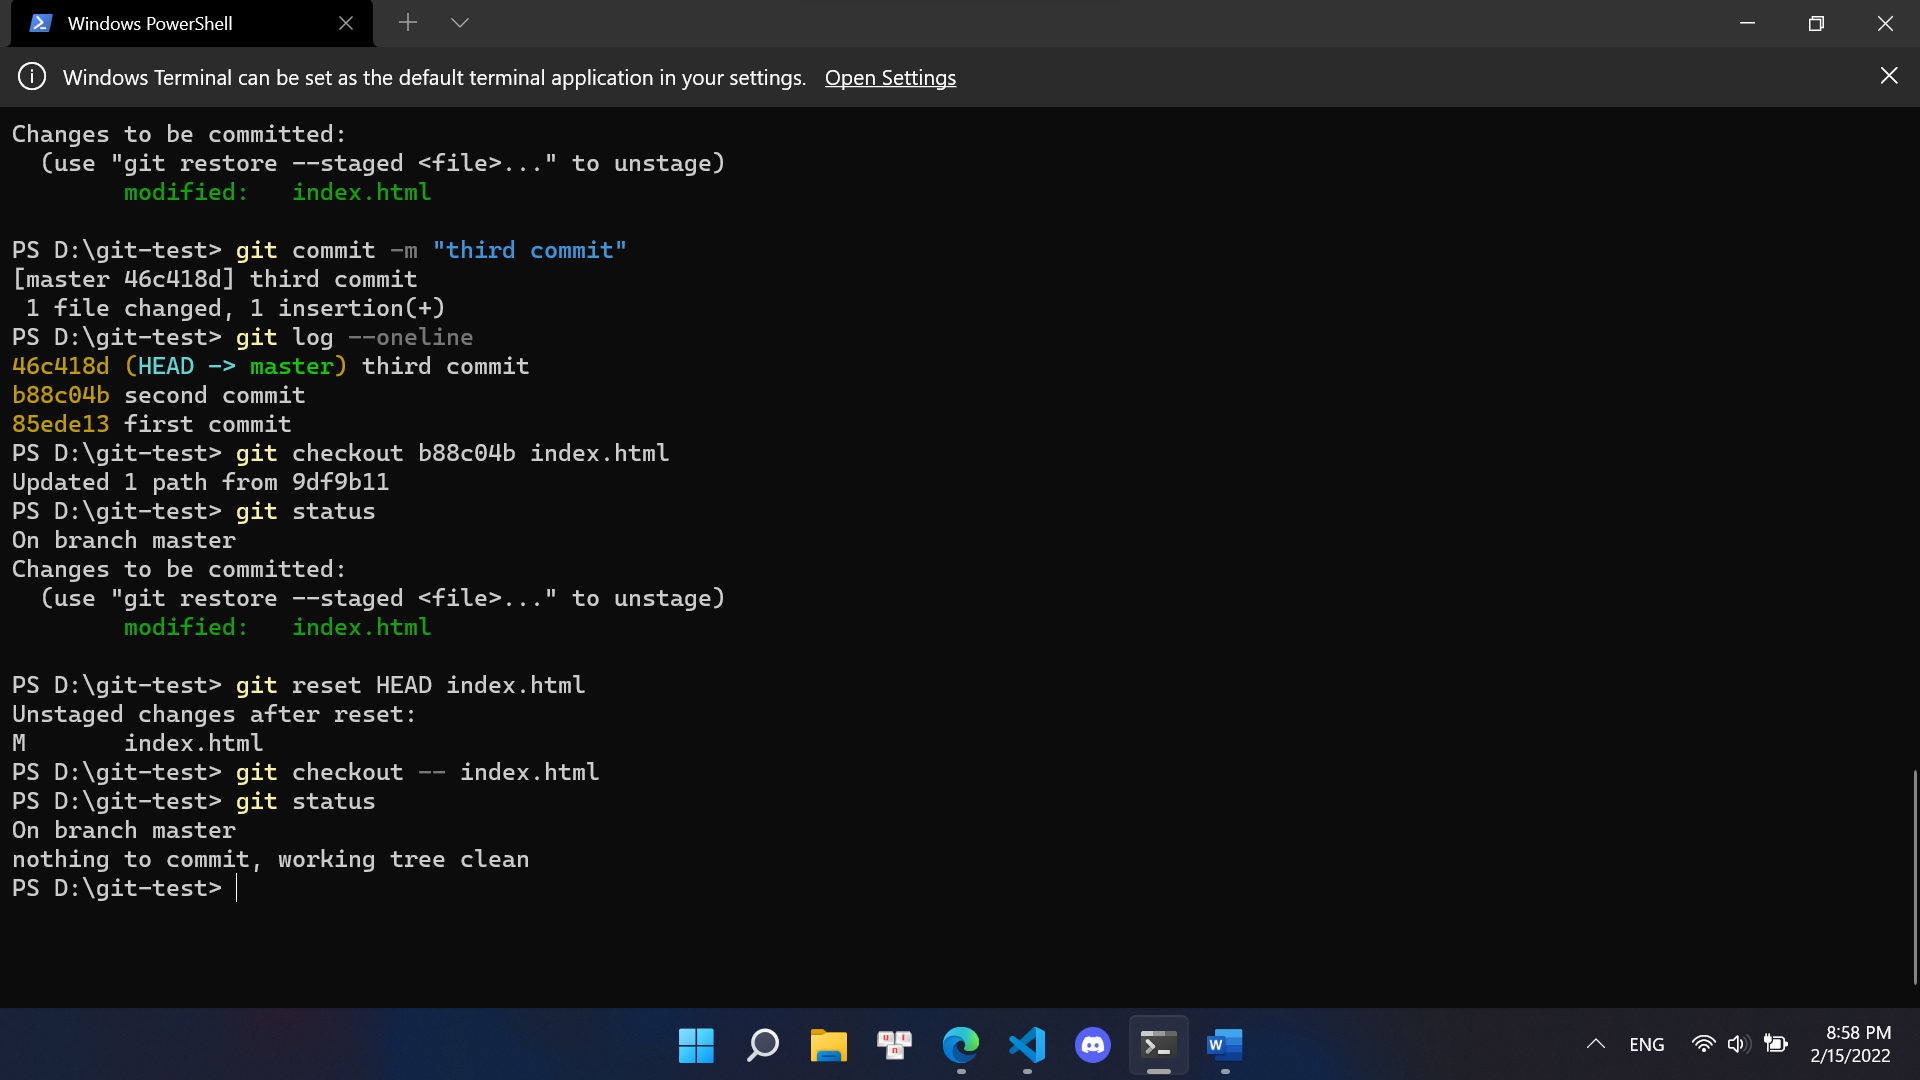 Windows PowerShell
Windows Terminal can be set as the default terminal application in your settings. Open Settings
Changes to be committed:
  (use "git restore --staged <file>..." to unstage)
        modified:   index.html
PS D:\git-test> git commit -m "third commit"
[master 46c418d] third commit
 1 file changed, 1 insertion(+)
PS D:\git-test> git log --oneline
46c418d (HEAD -> master) third commit
b88c04b second commit
85ede13 first commit
PS D:\git-test> git checkout b88c04b index.html
Updated 1 path from 9df9b11
PS D:\git-test> git status
On branch master
Changes to be committed:
  (use "git restore --staged <file>..." to unstage)
        modified:   index.html
PS D:\git-test> git reset HEAD index.html
Unstaged changes after reset:
M       index.html
PS D:\git-test> git checkout -- index.html
PS D:\git-test> git status
On branch master
nothing to commit, working tree clean
PS D:\git-test>
u i
n
W
ENG
8:58 PM
2/15/2022